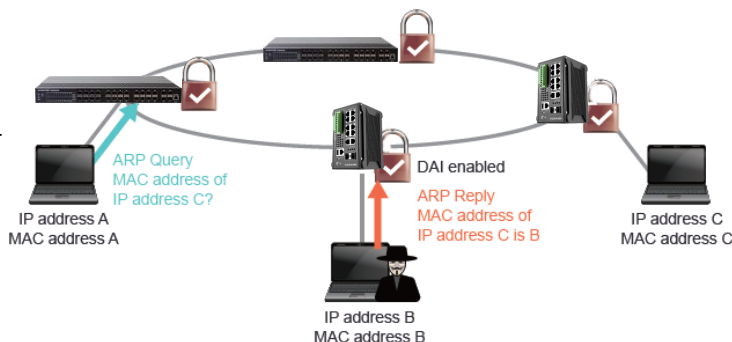 ARP Query
MAC address of
IP address C?
DAI enabled
ARP Reply
MAC address of
IP address C is B
IP address A
MAC address A
IP address C
MAC address C
IP address B
MAC address B